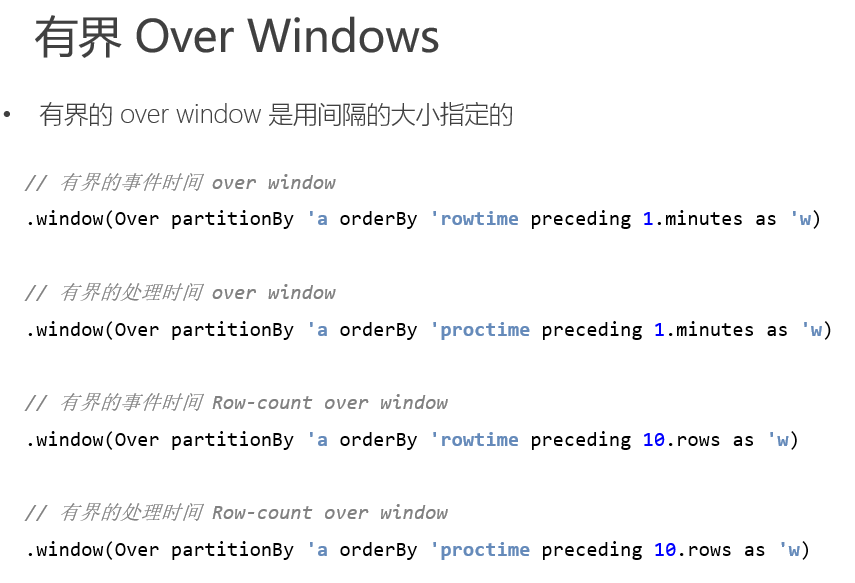 有界 Over Windows
• 有界的 over window 是用间隔的大小指定的
// 有界的事件时间 over window
.window(Over partitionBy 'a orderBy 'rowtime preceding 1.minutes as 'w)
// 有界的处理时间 over window
.window(Over partitionBy 'a orderBy 'proctime preceding 1.minutes as 'w)
// 有界的事件时间 Row-count over window
.window(Over partitionBy 'a orderBy 'rowtime preceding 10.rows as 'w)
// 有界的处理时间 Row-count over window
.window(Over partitionBy 'a orderBy 'proctime preceding 10.rows as 'w)